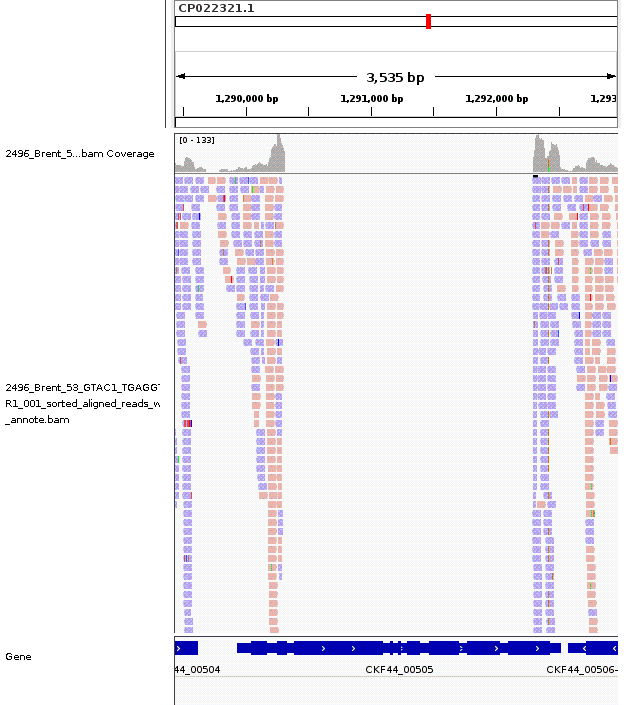 CP022321.1
3,535 bp
1,290,000 bp 1,291,000 bp 1,292,000 bp 1,293
[0 - 133]
2496_Brent_5...bam Coverage
2496_Brent_53_GTAC1_TGAGGT
R1_001_sorted_aligned_reads_w
_annote.bam
Gene
44_00504 CKF44_00505 CKF44_00506-